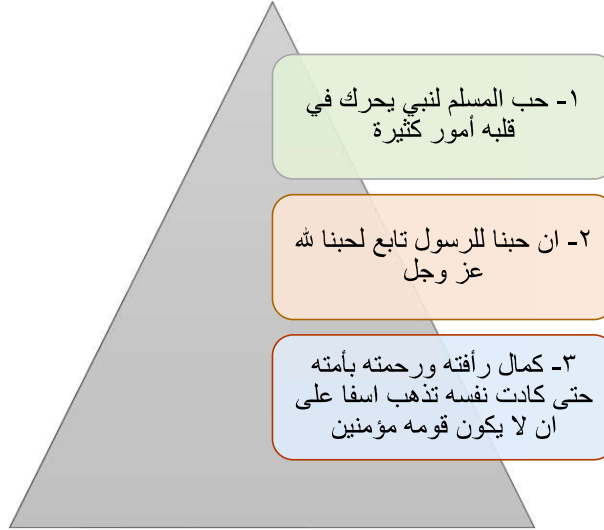 ١- حب المسلم لنبي يحرك في
قلبه أمور كثيرة
٢- ان حبنا للرسول تابع لحبنا لله
عز وجل
٣- كمال رأفته ورحمته بأمته
حتى كادت نفسه تذهب اسفا على
ان لا يكون قومه مؤمنين